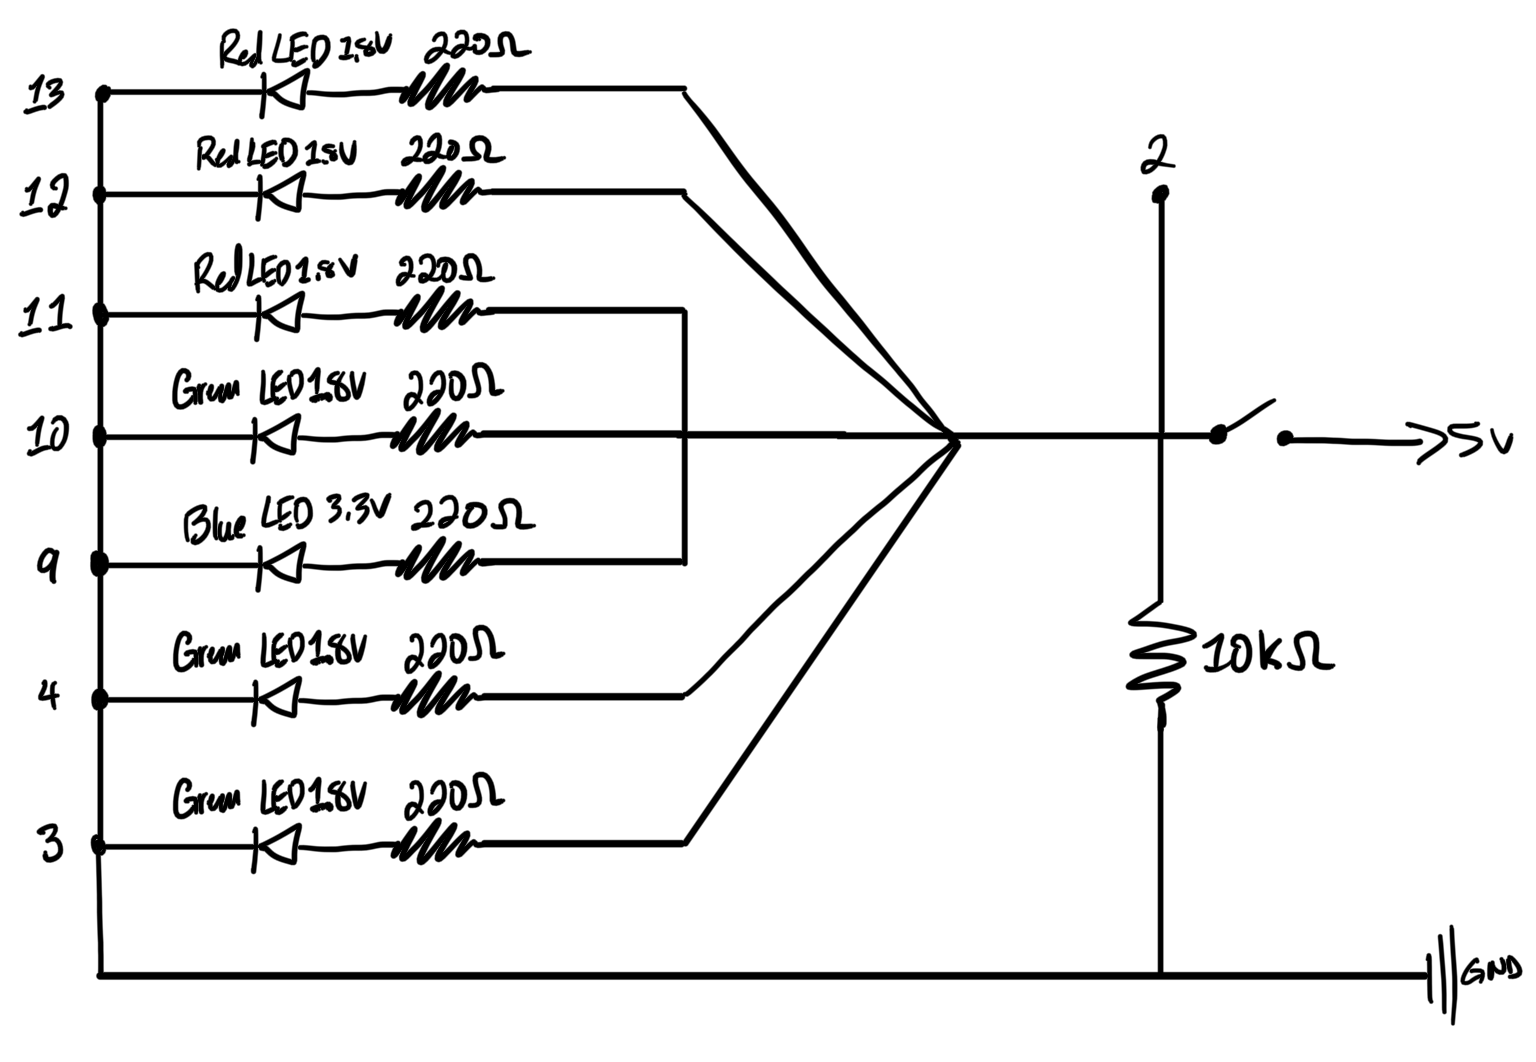 Red LED 1.8V 220Ω
13
Red LED 1.8V 220Ω
12
2
Red LED 1.8V 220Ω
11
Green LED 1.8V 220Ω
10
5V
Blue LED 3.3V 220Ω
9
Green LED 1.8V 220Ω
4
10kΩ
Green LED 1.8V 220Ω
3
GND